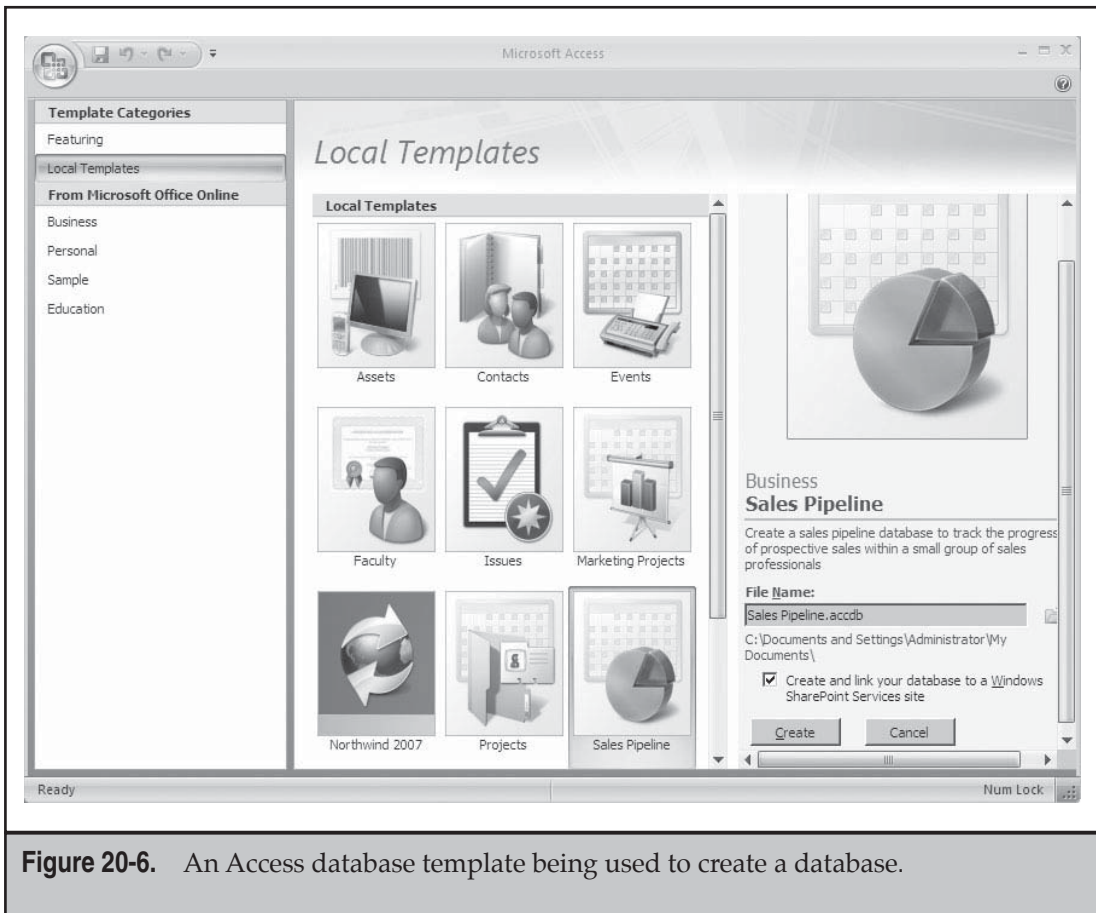 Microsoft Access
Template Categories
Featuring
Local Templates
From Microsoft Office Online
Business
Personal
Sample
Education
Local Templates
Local Templates
Assets
Contacts
Events
Faculty
Issues
Marketing Projects
Northwind 2007
Projects
Sales Pipeline
Business
Sales Pipeline
Create a sales pipeline database to track the progress
of prospective sales within a small group of sales
professionals
File Name:
Sales Pipeline.accdb
C:\Documents and Settings\Administrator\My
Documents\
Create and link your database to a Windows
SharePoint Services site
Create
Cancel
Ready
Num Lock
Figure 20-6. An Access database template being used to create a database.